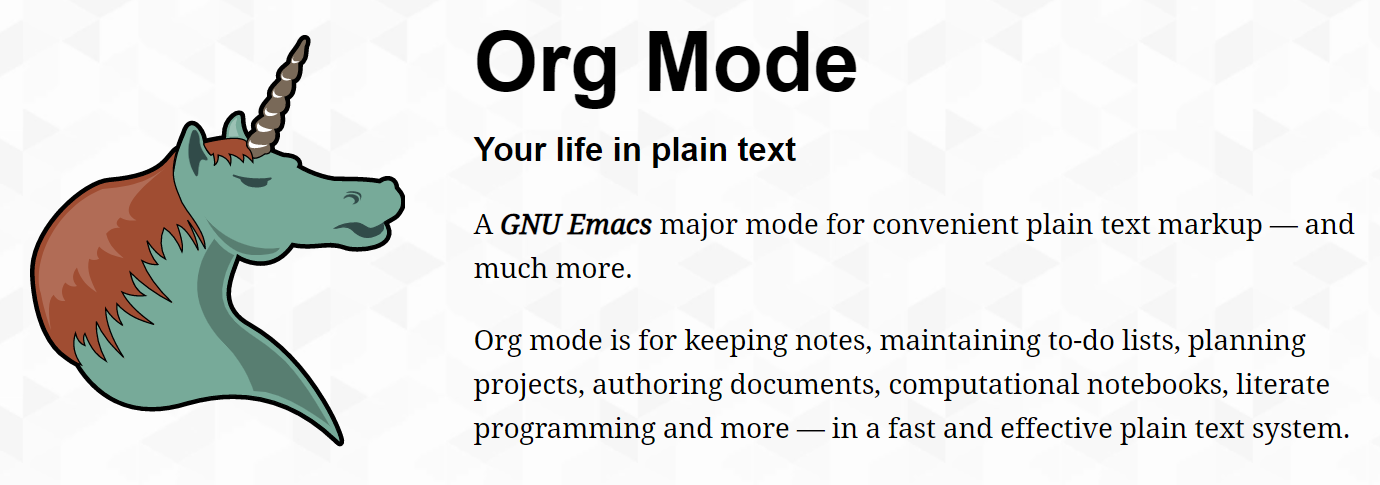 Org Mode
Your life in plain text
A GNU Emacs major mode for convenient plain text markup — and
much more.
Org mode is for keeping notes, maintaining to-do lists, planning
projects, authoring documents, computational notebooks, literate
programming and more — in a fast and effective plain text system.